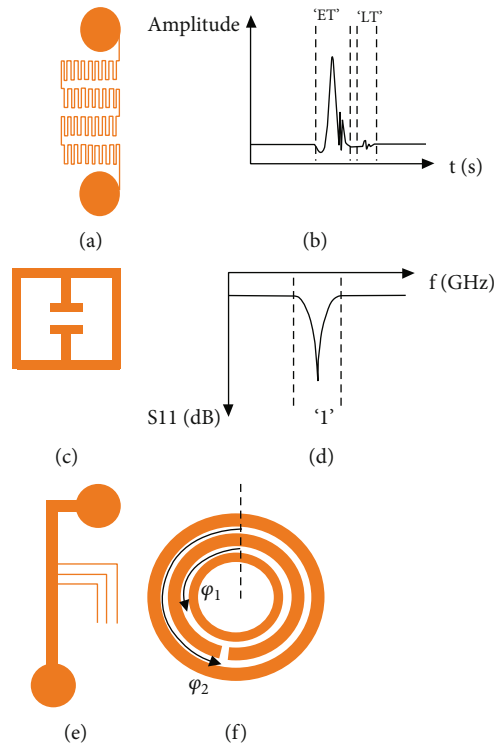 Amplitude
'ET'
'LT'
t (s)
(a)
(b)
f (GHz)
S11 (dB)
'1'
(c)
(d)
φ1
φ2
(e)
(f)